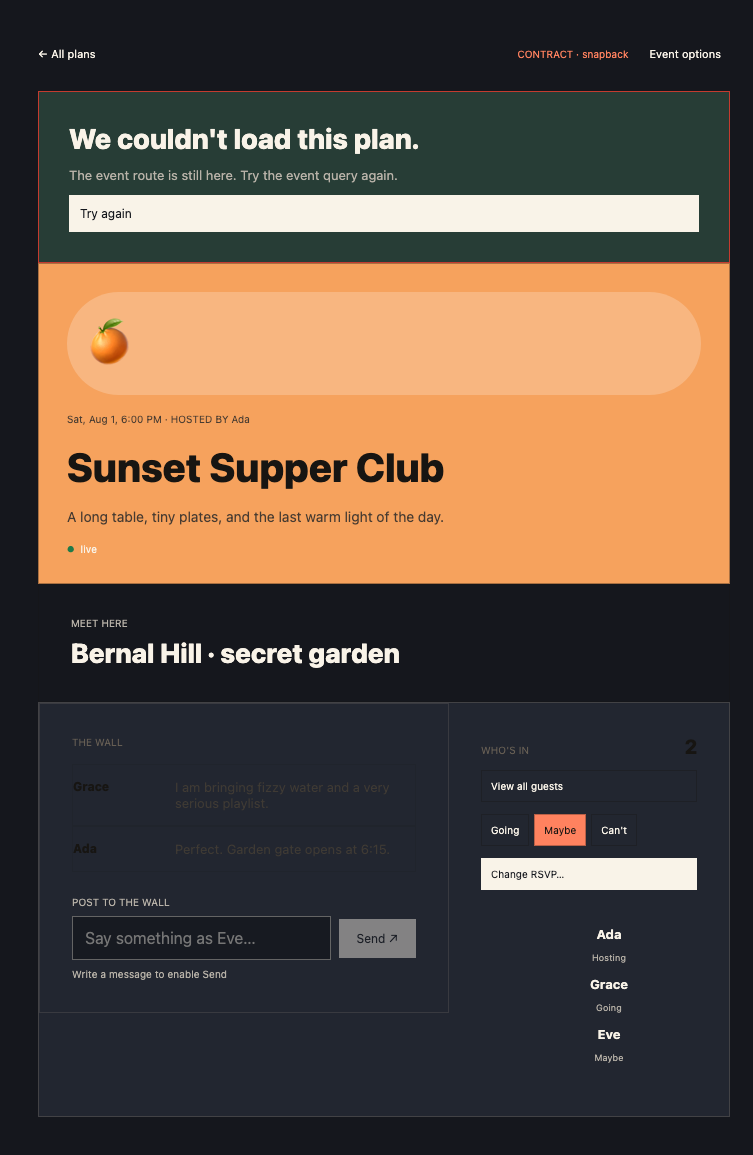 ← All plans
CONTRACT · snapback
Event options
We couldn't load this plan.
The event route is still here. Try the event query again.
Try again
Sat, Aug 1, 6:00 PM · HOSTED BY Ada
Sunset Supper Club
A long table, tiny plates, and the last warm light of the day.
live
MEET HERE
Bernal Hill · secret garden
THE WALL
Grace
I am bringing fizzy water and a very
serious playlist.
Ada
Perfect. Garden gate opens at 6:15.
POST TO THE WALL
Say something as Eve...
Send ↗
Write a message to enable Send
WHO'S IN
2
View all guests
Going
Maybe
Can't
Change RSVP...
Ada
Hosting
Grace
Going
Eve
Maybe